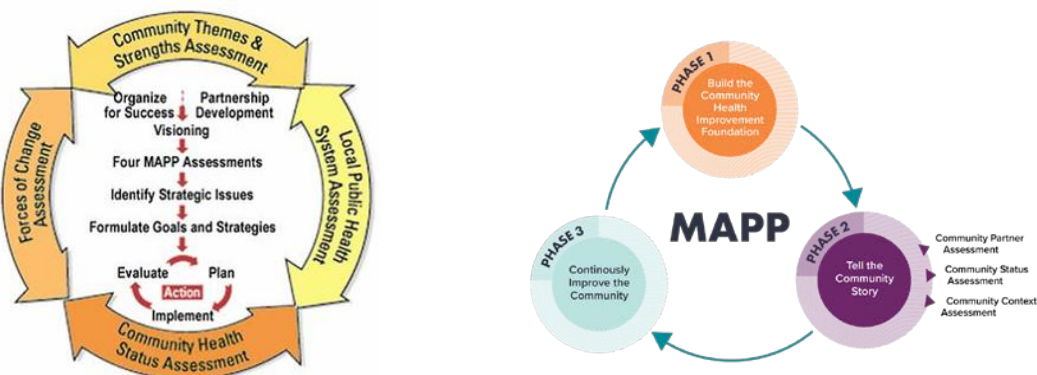 Community Themes &
Strengths Assessment
Organize
for Success
Partnership
Development
Visioning
Four MAPP Assessments
Identify Strategic Issues
Formulate Goals and Strategies
Evaluate
Plan
Action
Implement
Forces of Change
Assessment
Local Public Health
System Assessment
Community Health
Status Assessment
PHASE 1
Build the
Community
Health
Improvement
Foundation
MAPP
PHASE 2
Tell the
Community
Story
Community Partner
Assessment
Community Status
Assessment
Community Context
Assessment
PHASE 3
Continously
Improve the
Community